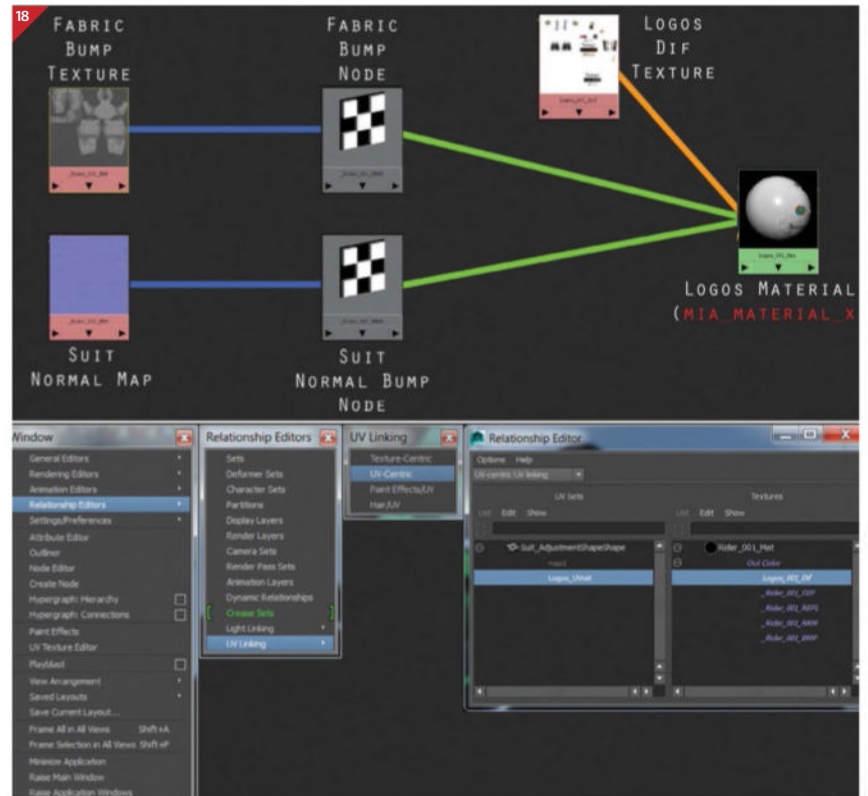 18
FABRIC
BUMP
TEXTURE
FABRIC
BUMP
NODE
LOGOS
DIF
TEXTURE
LOGOS MATERIAL
(MIA_MATERIAL_X
SUIT
NORMAL MAP
SUIT
NORMAL BUMP
NODE
Window
General Editors
Rendering Editors
Animation Editors
Relationship Editors
Settings/Preferences
Attribute Editor
Outliner
Node Editor
Create Node
Hypergraph: Hierarchy
Hypergraph: Connections
Paint Effects
UV Texture Editor
Playblast
View Arrangement
Saved Layouts
Save Current Layout...
Frame All in All Views Shift+A
Frame Selection in All Views Shift+F
Minimize Application
Raise Main Window
Raise Application Windows
Relationship Editors
Sets
Deformer Sets
Character Sets
Partitions
Display Layers
Render Layers
Camera Sets
Render Pass Sets
Animation Layers
Dynamic Relationships
Crease Sets
Light Linking
UV Linking
UV Linking
Texture-Centric
UV-Centric
Paint Effects/UV
Hair/UV
Relationship Editor
Options Help
UV-centric UV linking
UV Sets
List Edit Show
Suit_AdjustmentShapeShape
map1
Logos_UVset
Textures
List Edit Show
Rider_001_Mat
Out Color
Logos_001_Dif
_Rider_001_REFL
_Rider_001_NRM
_Rider_001_BMP